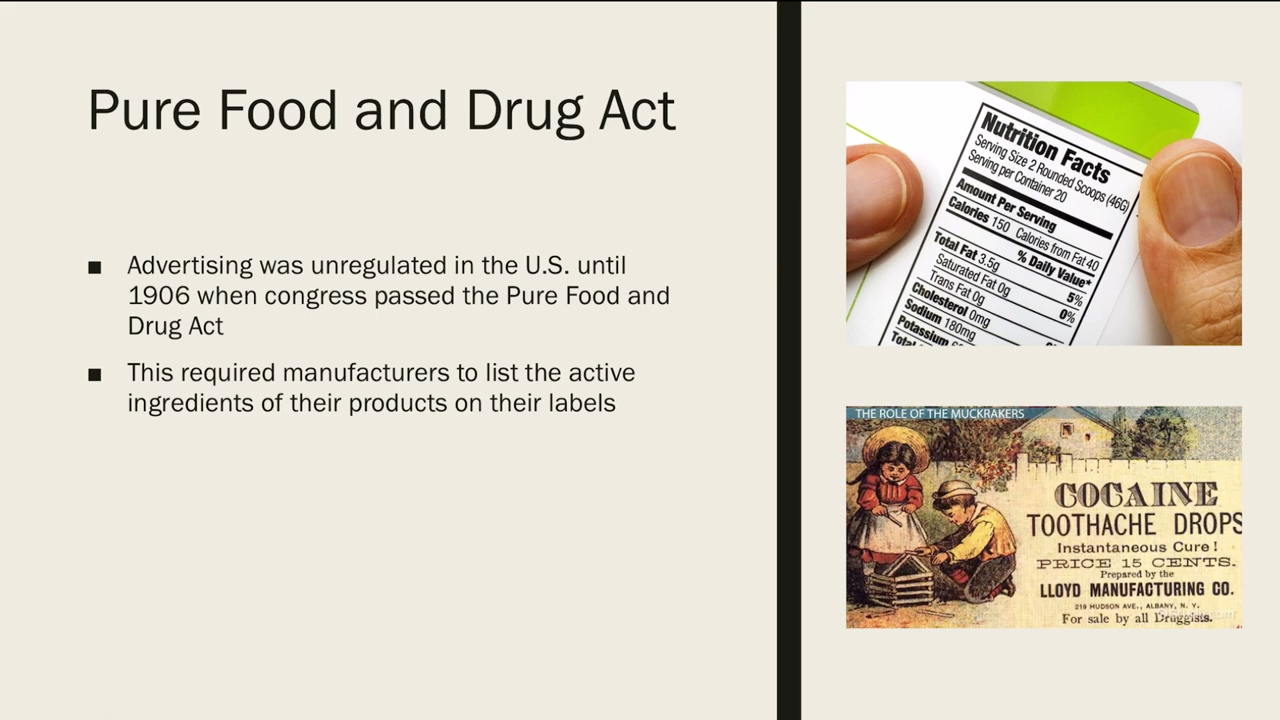 Pure Food and Drug Act
■ Advertising was unregulated in the U.S. until
1906 when congress passed the Pure Food and
Drug Act
■ This required manufacturers to list the active
ingredients of their products on their labels
Nutrition Facts
Serving Size 2 Rounded Scoops (46G)
Serving per Container 20
Amount Per Serving
Calories 150 Calories from Fat 40
% Daily Value*
Total Fat 3.5g 5%
Saturated Fat 0g 0%
Trans Fat 0g
Cholesterol 0mg
Sodium 180mg
Potassium
THE ROLE OF THE MUCKRAKERS
COCAINE
TOOTHACHE DROPS
Instantaneous Cure!
PRICE 15 CENTS.
Prepared by the
LLOYD MANUFACTURING CO.
219 HUDSON AVE., ALBANY, N. Y.
For sale by all Druggists.